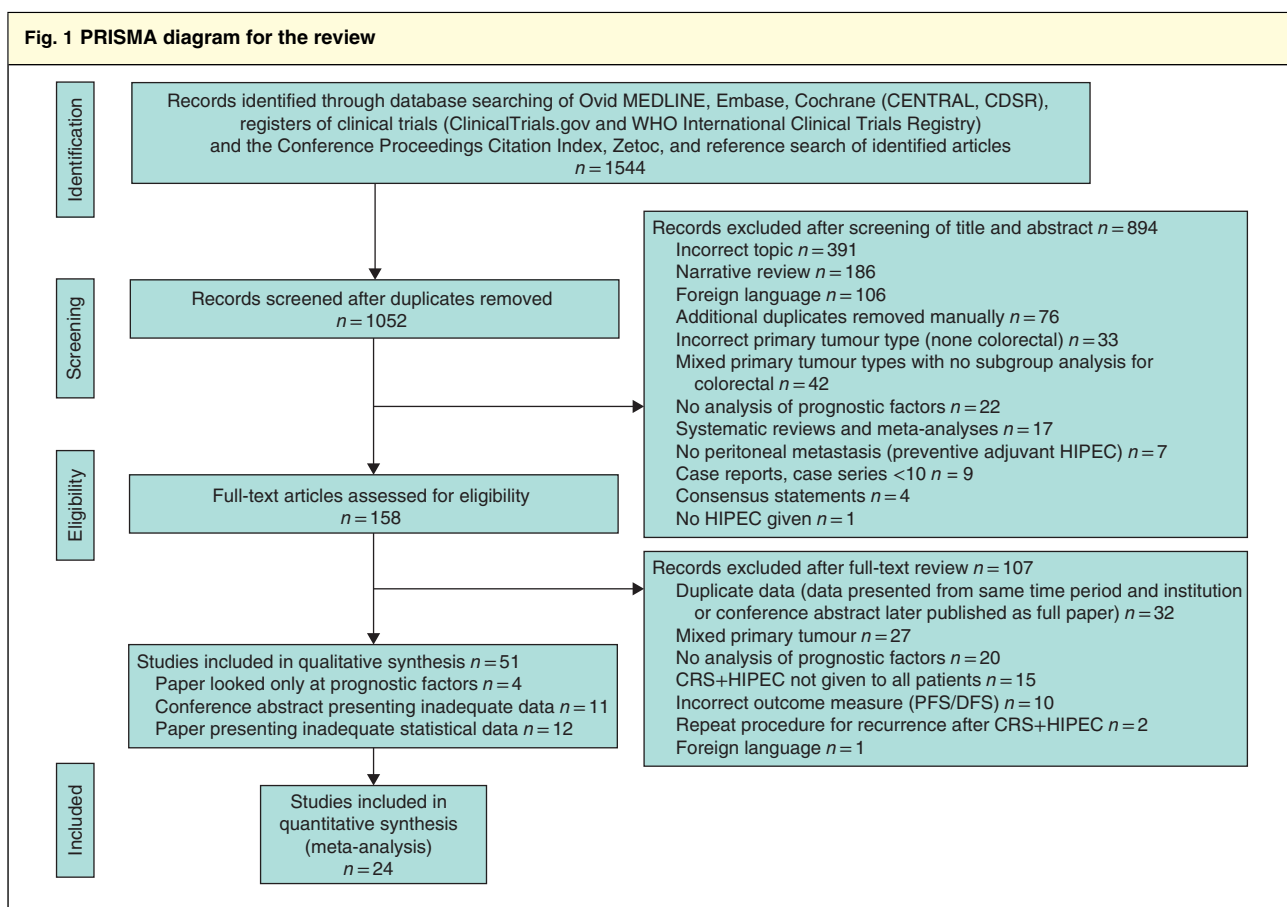 Fig. 1 PRISMA diagram for the review
Identification
Records identified through database searching of Ovid MEDLINE, Embase, Cochrane (CENTRAL, CDSR),
registers of clinical trials (ClinicalTrials.gov and WHO International Clinical Trials Registry)
and the Conference Proceedings Citation Index, Zetoc, and reference search of identified articles
n = 1544
Screening
Records screened after duplicates removed
n = 1052
Records excluded after screening of title and abstract n = 894
Incorrect topic n = 391
Narrative review n = 186
Foreign language n = 106
Additional duplicates removed manually n = 76
Incorrect primary tumour type (none colorectal) n = 33
Mixed primary tumour types with no subgroup analysis for
colorectal n = 42
No analysis of prognostic factors n = 22
Systematic reviews and meta-analyses n = 17
No peritoneal metastasis (preventive adjuvant HIPEC) n = 7
Case reports, case series <10 n = 9
Consensus statements n = 4
No HIPEC given n = 1
Eligibility
Full-text articles assessed for eligibility
n = 158
Records excluded after full-text review n = 107
Duplicate data (data presented from same time period and institution
or conference abstract later published as full paper) n = 32
Mixed primary tumour n = 27
No analysis of prognostic factors n = 20
CRS+HIPEC not given to all patients n = 15
Incorrect outcome measure (PFS/DFS) n = 10
Repeat procedure for recurrence after CRS+HIPEC n = 2
Foreign language n = 1
Studies included in qualitative synthesis n = 51
Paper looked only at prognostic factors n = 4
Conference abstract presenting inadequate data n = 11
Paper presenting inadequate statistical data n = 12
Included
Studies included in
quantitative synthesis
(meta-analysis)
n = 24